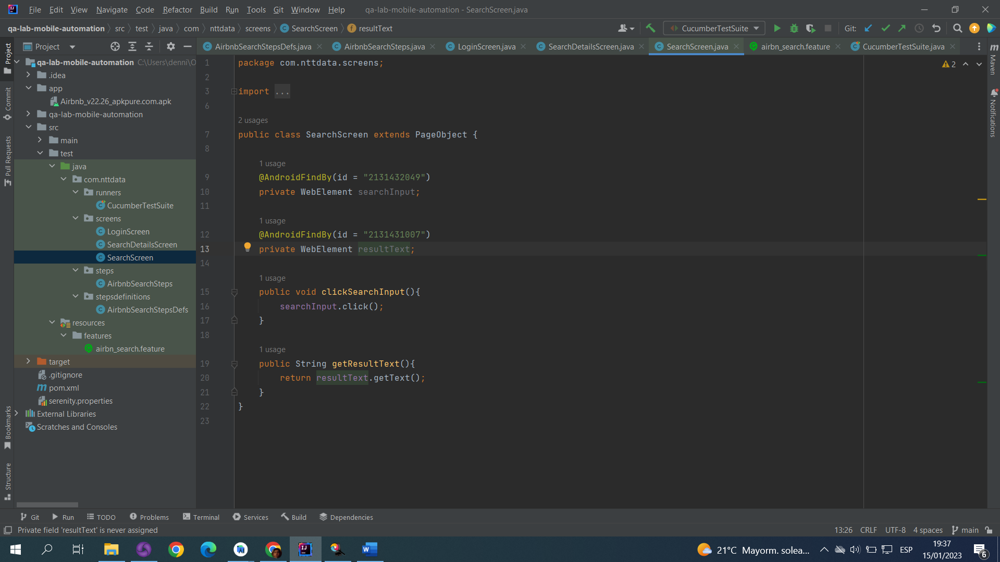 File Edit View Navigate Code Refactor Build Run Tools Git Window Help qa-lab-mobile-automation - SearchScreen.java
qa-lab-mobile-automation src test java com nttdata screens SearchScreen resultText CucumberTestSuite Git:
Project
AirbnbSearchStepsDefs.java AirbnbSearchSteps.java LoginScreen.java SearchDetailsScreen.java SearchScreen.java airbn_search.feature CucumberTestSuite.java
Project
Commit
Pull Requests
Bookmarks
Structure
qa-lab-mobile-automation C:\Users\denni\O
.idea
app
Airbnb_v22.26_apkpure.com.apk
qa-lab-mobile-automation
src
main
test
java
com.nttdata
runners
CucumberTestSuite
screens
LoginScreen
SearchDetailsScreen
SearchScreen
steps
AirbnbSearchSteps
stepsdefinitions
AirbnbSearchStepsDefs
resources
features
airbn_search.feature
target
.gitignore
pom.xml
serenity.properties
External Libraries
Scratches and Consoles
1 package com.nttdata.screens;
2
3 import ...
6
2 usages
7 public class SearchScreen extends PageObject {
8
1 usage
9 @AndroidFindBy(id = "2131432049")
10 private WebElement searchInput;
11
1 usage
12 @AndroidFindBy(id = "2131431007")
13 private WebElement resultText;
14
1 usage
15 public void clickSearchInput(){
16 searchInput.click();
17 }
18
1 usage
19 public String getResultText(){
20 return resultText.getText();
21 }
22 }
23
2
Maven
Notifications
Git Run TODO Problems Terminal Services Build Dependencies
Private field 'resultText' is never assigned 13:26 CRLF UTF-8 4 spaces main
21°C Mayorm. solea... ESP 19:37
15/01/2023 6